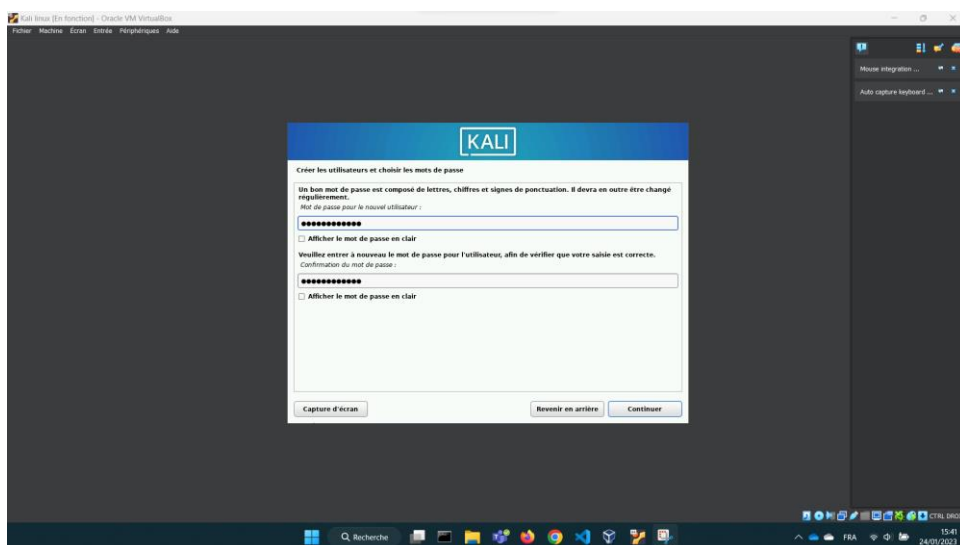 Kali linux [En fonction] - Oracle VM VirtualBox
Fichier Machine Écran Entrée Périphériques Aide
Mouse integration ...
Auto capture keyboard ...
KALI
Créer les utilisateurs et choisir les mots de passe
Un bon mot de passe est composé de lettres, chiffres et signes de ponctuation. Il devra en outre être changé
régulièrement.
Mot de passe pour le nouvel utilisateur :
●●●●●●●●●●●●
Afficher le mot de passe en clair
Veuillez entrer à nouveau le mot de passe pour l'utilisateur, afin de vérifier que votre saisie est correcte.
Confirmation du mot de passe :
●●●●●●●●●●●●
Afficher le mot de passe en clair
Capture d'écran Revenir en arrière Continuer
CTRL DROI
Recherche FRA 15:41
24/01/2023